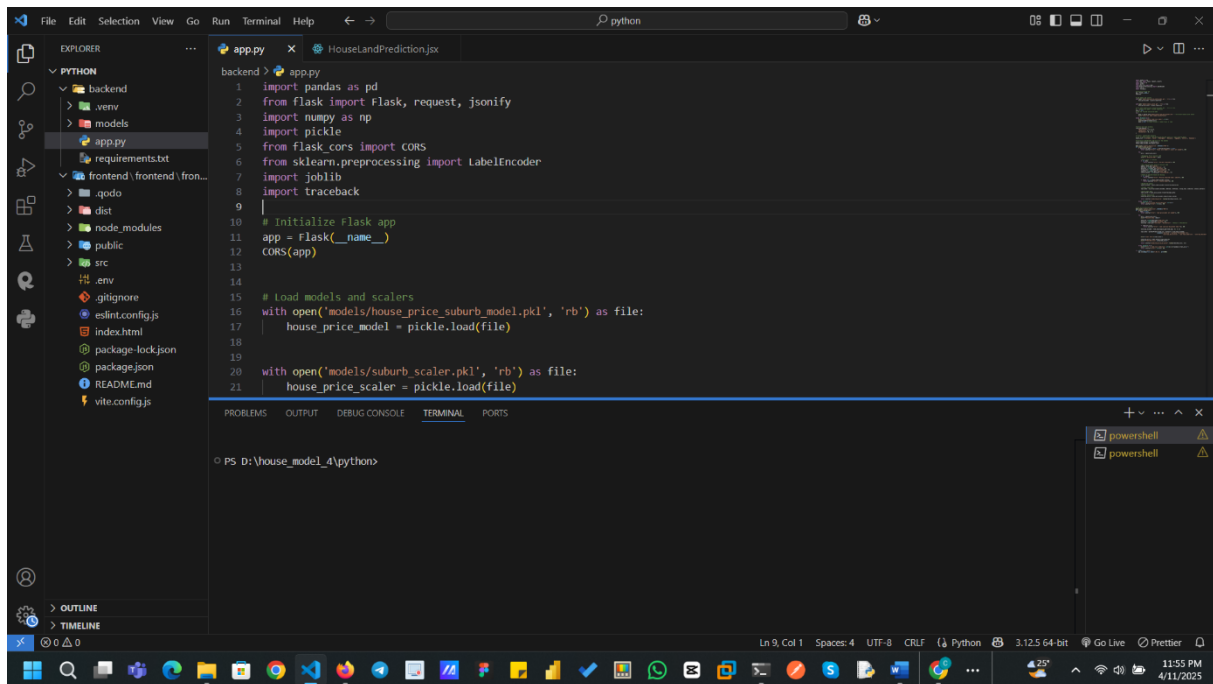 File Edit Selection View Go Run Terminal Help
python
EXPLORER
PYTHON
backend
.venv
models
app.py
requirements.txt
frontend \ frontend \ fron...
.qodo
dist
node_modules
public
src
.env
.gitignore
eslint.config.js
index.html
package-lock.json
package.json
README.md
vite.config.js
OUTLINE
TIMELINE
app.py
HouseLandPrediction.jsx
backend > app.py
1 import pandas as pd
2 from flask import Flask, request, jsonify
3 import numpy as np
4 import pickle
5 from flask_cors import CORS
6 from sklearn.preprocessing import LabelEncoder
7 import joblib
8 import traceback
9
10 # Initialize Flask app
11 app = Flask(__name__)
12 CORS(app)
13
14
15 # Load models and scalers
16 with open('models/house_price_suburb_model.pkl', 'rb') as file:
17     house_price_model = pickle.load(file)
18
19
20 with open('models/suburb_scaler.pkl', 'rb') as file:
21     house_price_scaler = pickle.load(file)
PROBLEMS OUTPUT DEBUG CONSOLE TERMINAL PORTS
PS D:\house_model_4\python>
powershell
powershell
0 0
Ln 9, Col 1 Spaces: 4 UTF-8 CRLF Python 3.12.5 64-bit Go Live Prettier
25°
11:55 PM
4/11/2025